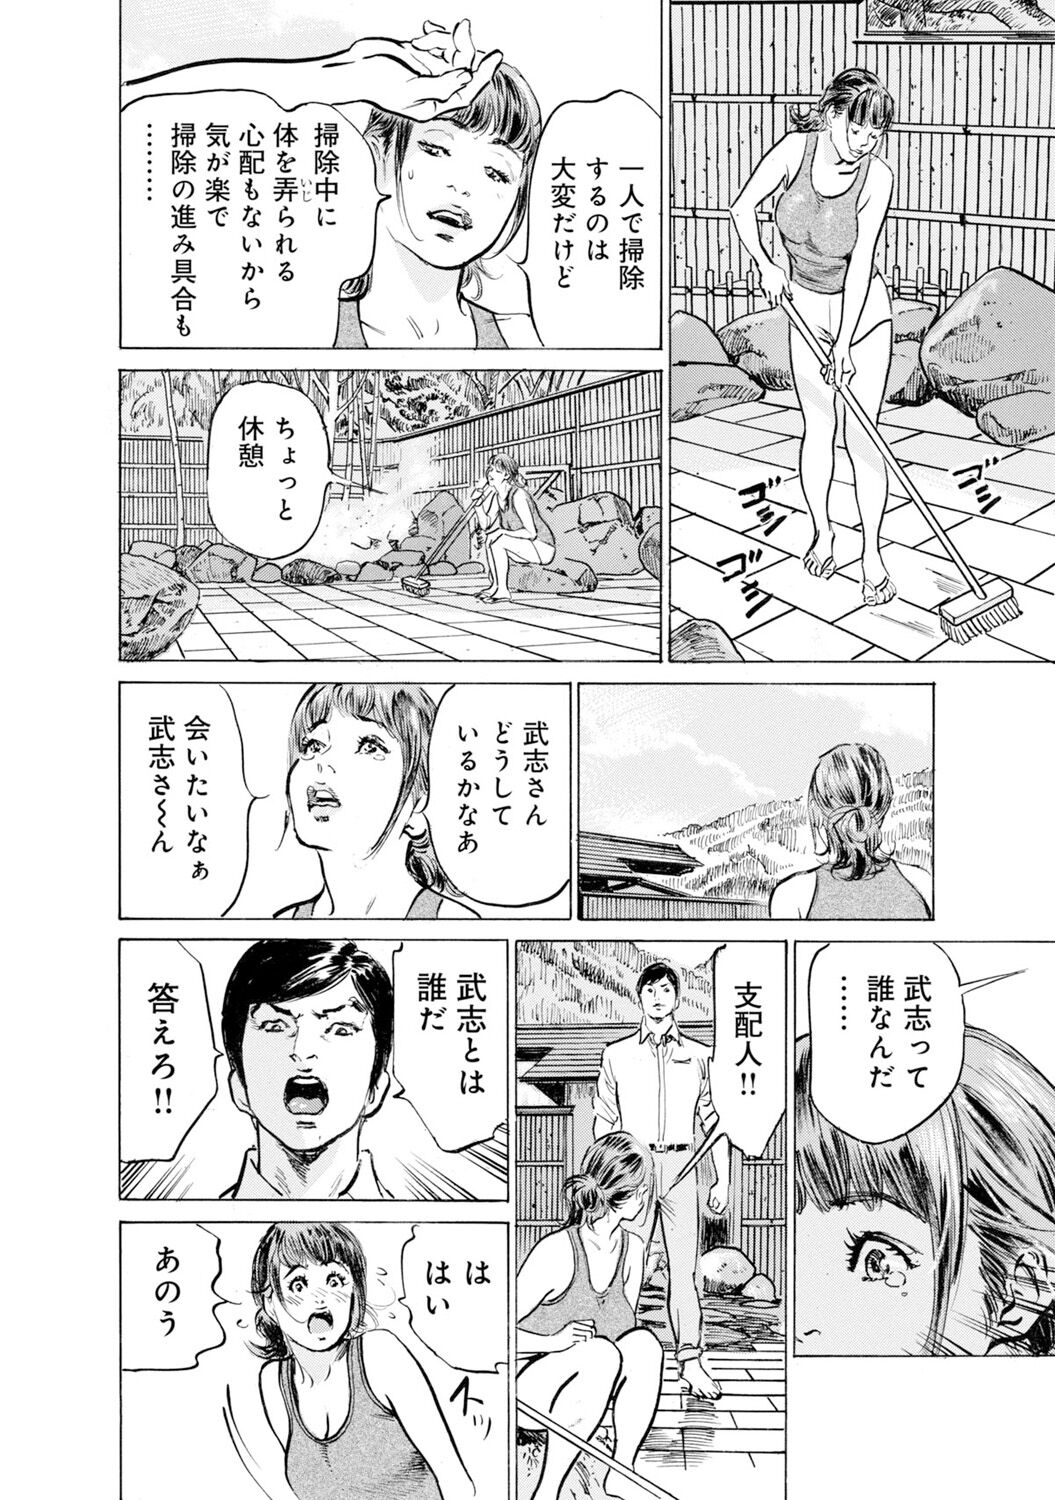 ゴシ
ゴシ
ゴシ
一人で掃除
するのは
大変だけど
掃除中に
体を弄られる
いじ
心配もないから
気が楽で
掃除の進み具合も
………
ちょっと
休憩
武志さん
どうして
いるかなあ
会いたいなぁ
武志さ〜ん
武志って
誰なんだ
……
支配人!!
武志とは
誰だ
答えろ!!
は
はい
あのう